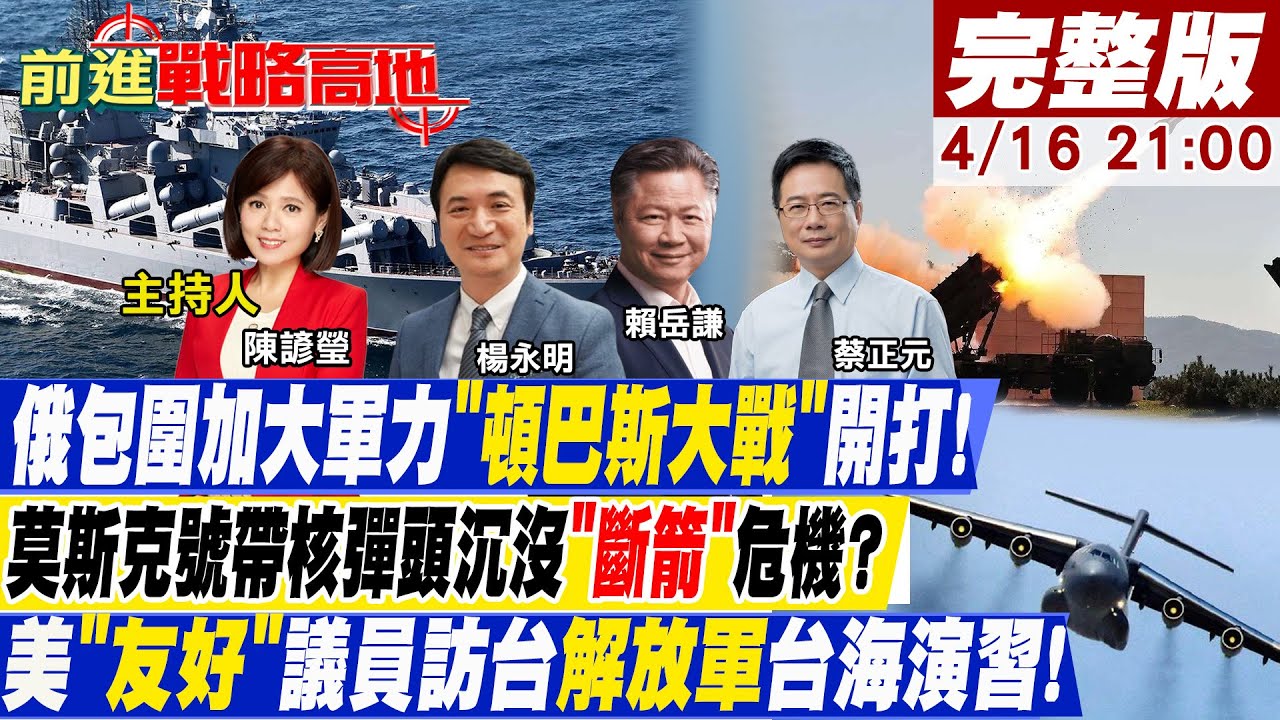 前進戰略高地
完整版
4/16 21:00
主持人
陳諺瑩
楊永明
賴岳謙
蔡正元
俄包圍加大軍力"頓巴斯大戰"開打!
莫斯克號帶核彈頭沉沒"斷箭"危機?
美"友好"議員訪台解放軍台海演習!